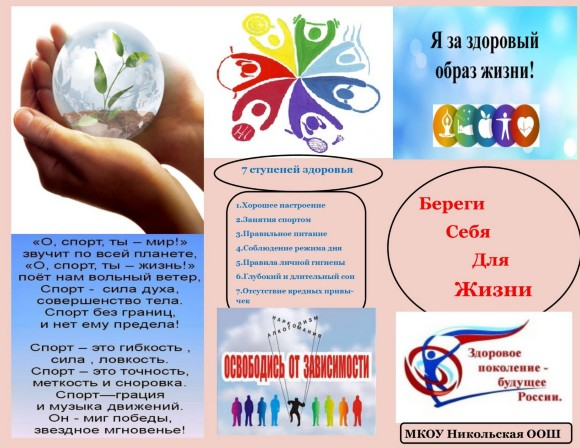 «О, спорт, ты – мир!»
звучит по всей планете,
«О, спорт, ты – жизнь!»
поёт нам вольный ветер,
Спорт - сила духа,
совершенство тела.
Спорт без границ,
и нет ему предела!
Спорт – это гибкость ,
сила , ловкость.
Спорт – это точность,
меткость и сноровка.
Спорт—грация
и музыка движений.
Он - миг победы,
звездное мгновенье!
7 ступеней здоровья
1.Хорошее настроение
2.Занятия спортом
3.Правильное питание
4.Соблюдение режима дня
5.Правила личной гигиены
6.Глубокий и длительный сон
7.Отсутствие вредных привы-
чек
НАРКОТИЗМ
АЛКОГОМАНИЯ
ОСВОБОДИСЬ ОТ ЗАВИСИМОСТИ
Я за здоровый
образ жизни!
Береги
Себя
Для
Жизни
Здоровое
поколение -
будущее
России.
МКОУ Никольская ООШ